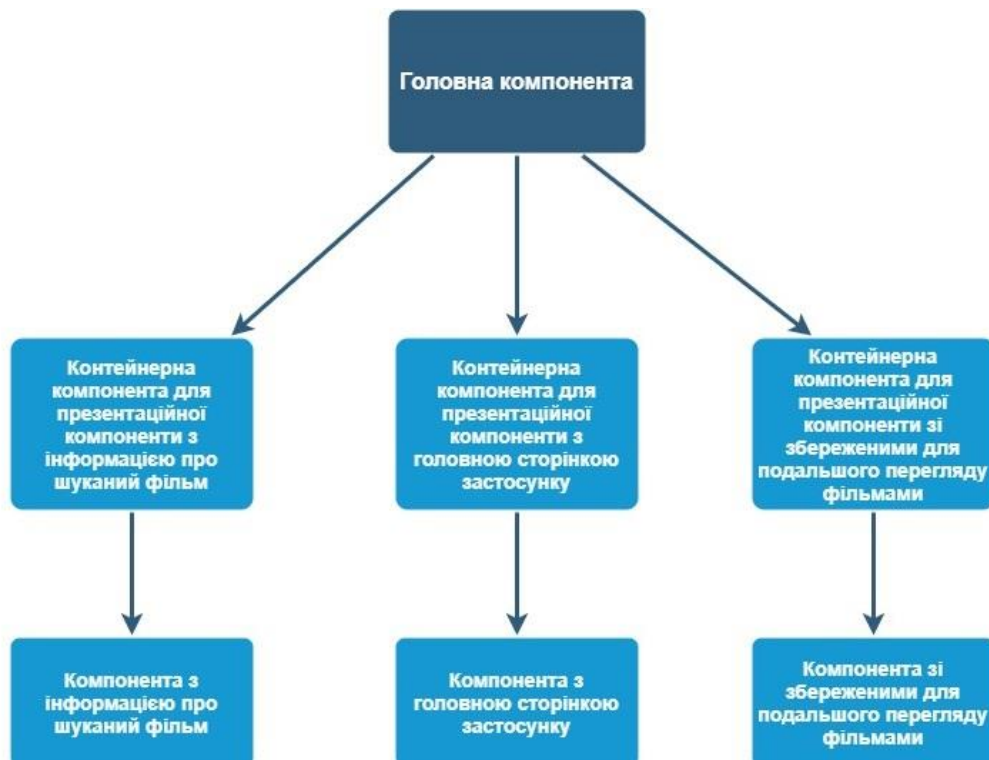 Головна компонента
Контейнерна
компонента для
презентаційної
компоненти з
інформацією про
шуканий фільм
Контейнерна
компонента для
презентаційної
компоненти з
головною сторінкою
застосунку
Контейнерна
компонента для
презентаційної
компоненти зі
збереженими для
подальшого перегляду
фільмами
Компонента з
інформацією про
шуканий фільм
Компонента з
головною сторінкою
застосунку
Компонента зі
збереженими для
подальшого перегляду
фільмами